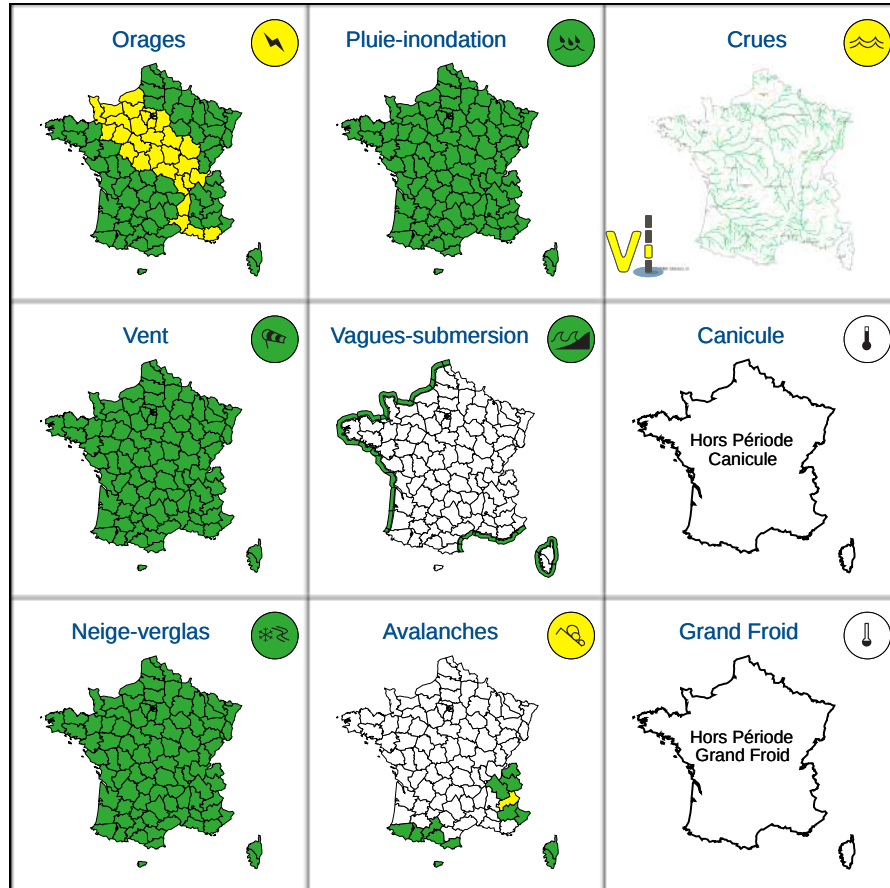 Orages
Pluie-inondation
Crues
Vent
Vagues-submersion
Canicule
Hors Période
Canicule
Neige-verglas
Avalanches
Grand Froid
Hors Période
Grand Froid